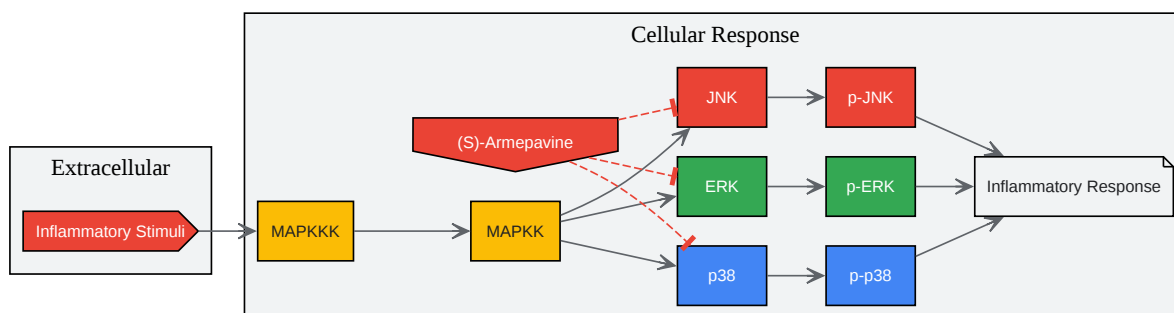 Cellular Response
JNK
p-JNK
(S)-Armepavine
Extracellular
ERK
p-ERK
Inflammatory Response
Inflammatory Stimuli
MAPKKK
MAPKK
p38
p-p38